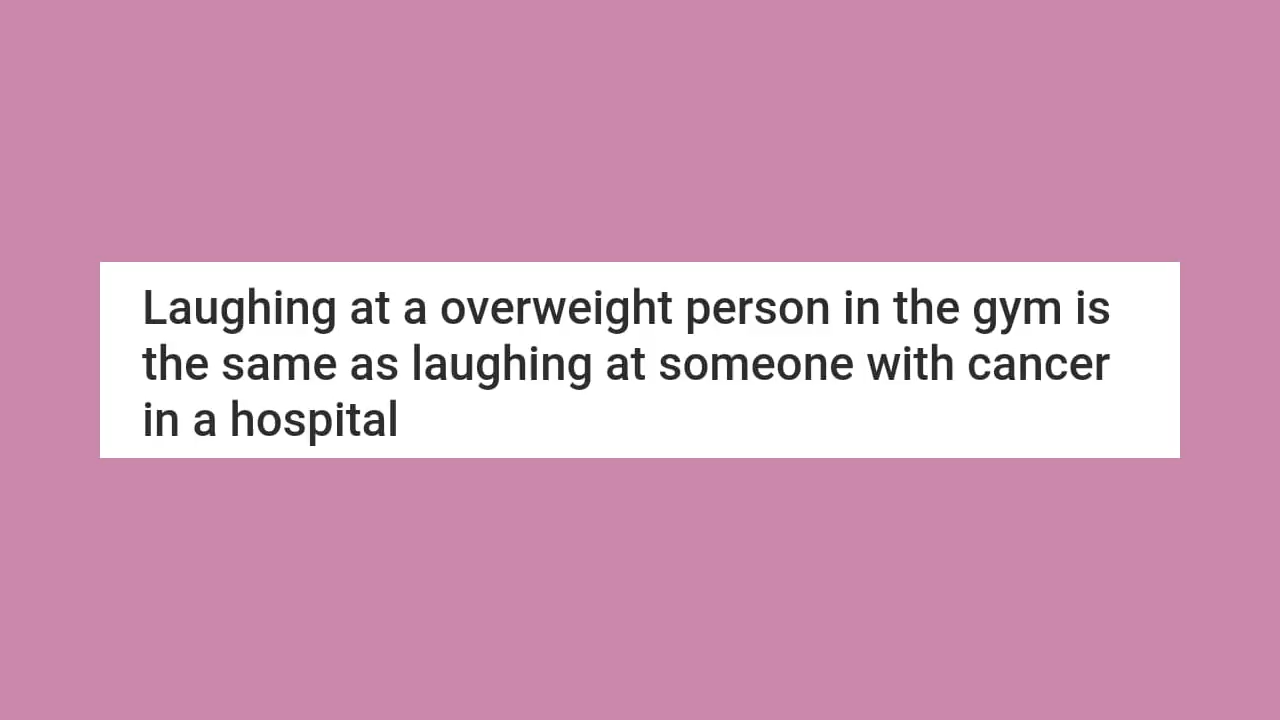 Laughing at a overweight person in the gym is
the same as laughing at someone with cancer
in a hospital